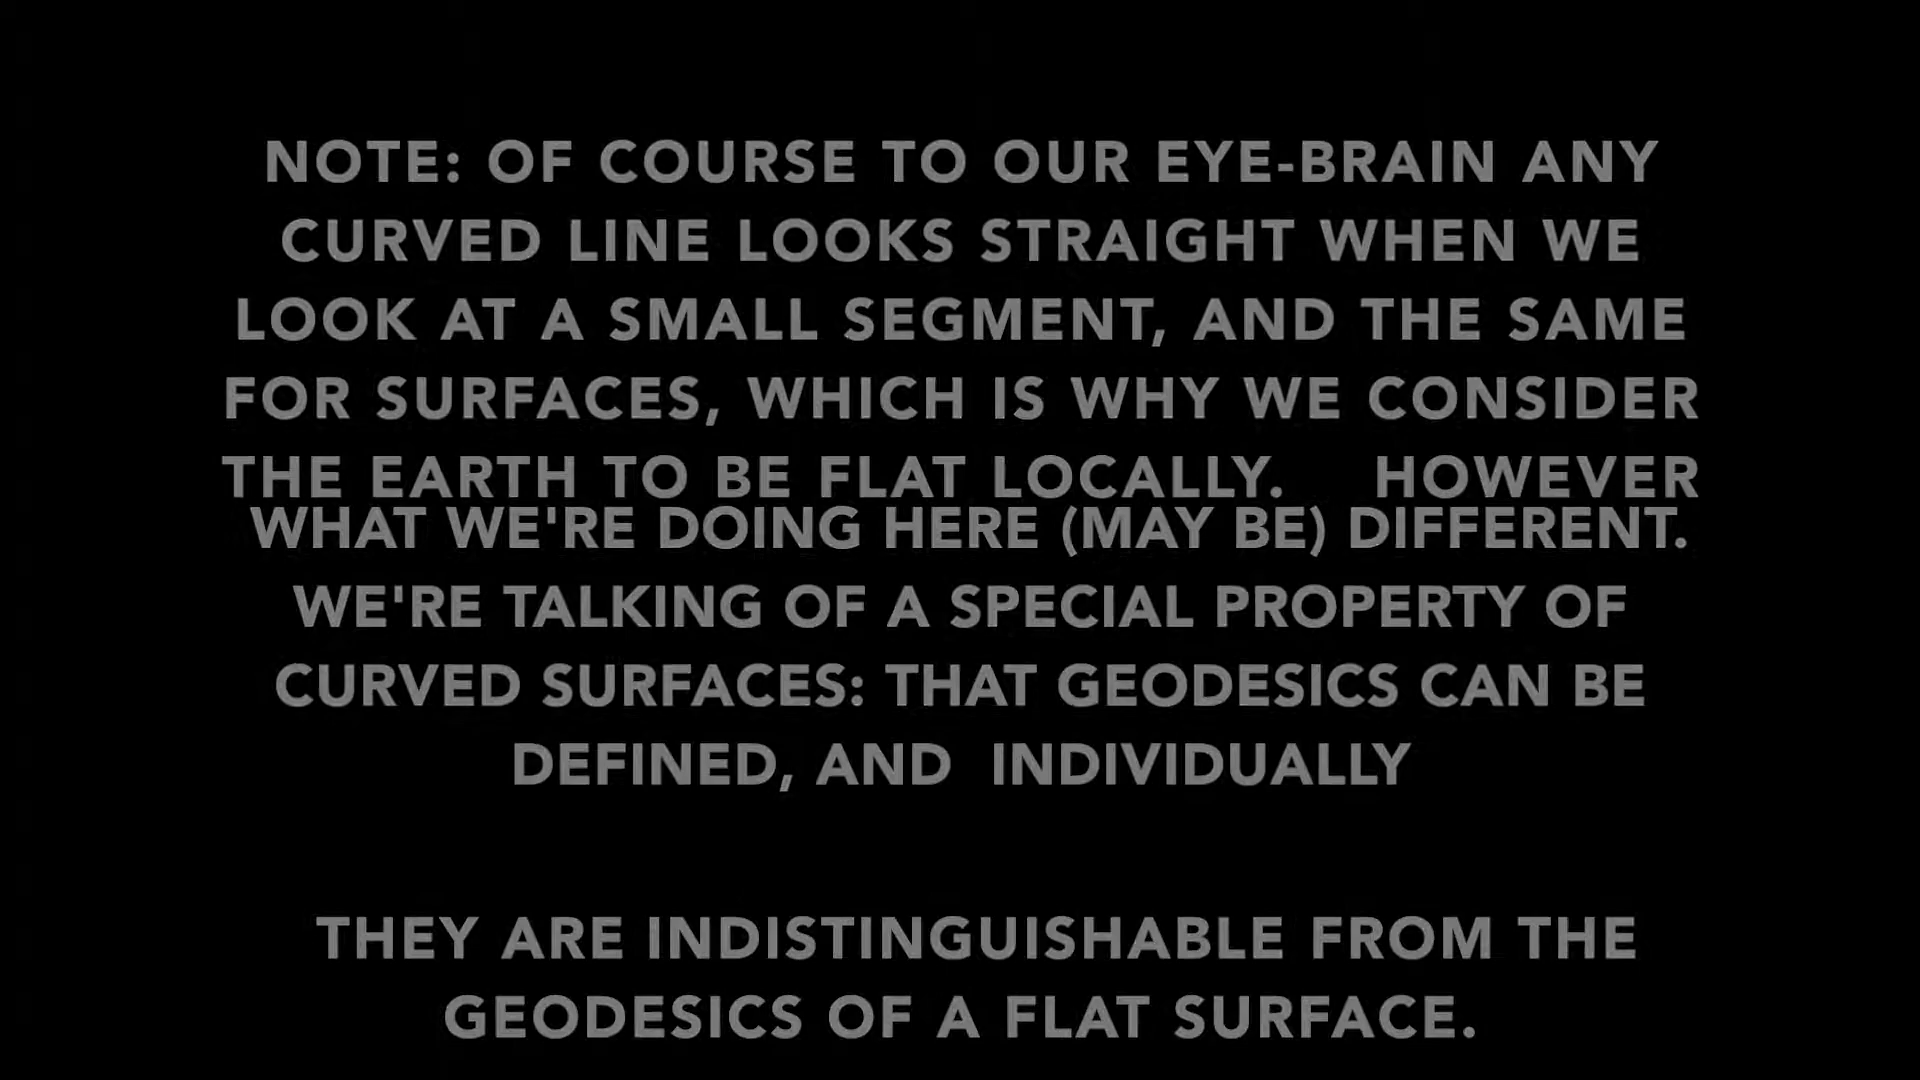 NOTE: OF COURSE TO OUR EYE-BRAIN ANY
CURVED LINE LOOKS STRAIGHT WHEN WE
LOOK AT A SMALL SEGMENT, AND THE SAME
FOR SURFACES, WHICH IS WHY WE CONSIDER
THE EARTH TO BE FLAT LOCALLY. HOWEVER
WHAT WE'RE DOING HERE (MAY BE) DIFFERENT.
WE'RE TALKING OF A SPECIAL PROPERTY OF
CURVED SURFACES: THAT GEODESICS CAN BE
DEFINED, AND INDIVIDUALLY
THEY ARE INDISTINGUISHABLE FROM THE
GEODESICS OF A FLAT SURFACE.